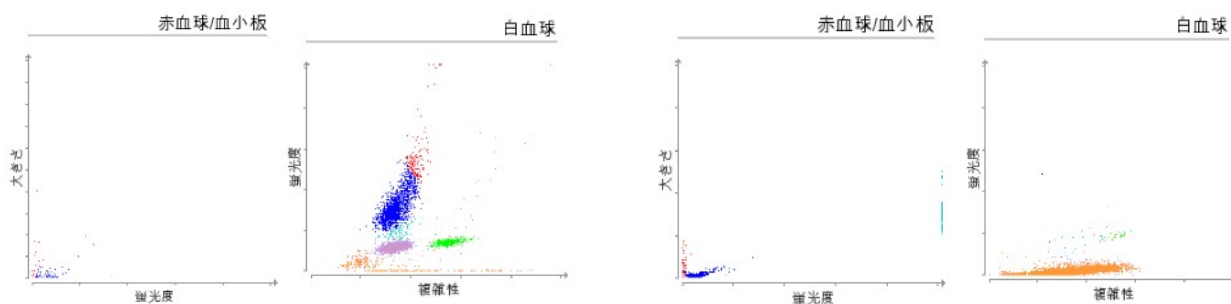 赤血球/血小板
大きさ
蛍光度
白血球
蛍光度
複雑性
赤血球/血小板
大きさ
蛍光度
白血球
蛍光度
複雑性